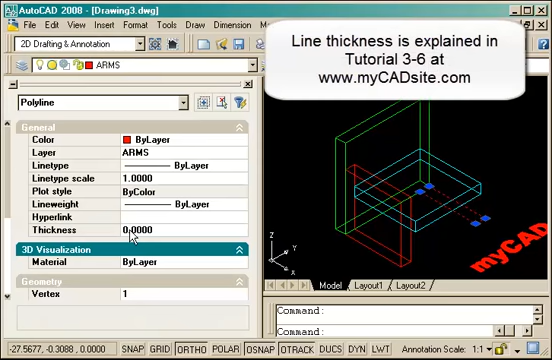 AutoCAD 2008 - [Drawing3.dwg]
File Edit View Insert Format Tools Draw Dimension
2D Drafting & Annotation
ARMS
Line thickness is explained in
Tutorial 3-6 at
www.myCADsite.com
Polyline
General
Color ByLayer
Layer ARMS
Linetype ByLayer
Linetype scale 1.0000
Plot style ByColor
Lineweight ByLayer
Hyperlink
Thickness 0.0000
3D Visualization
Material ByLayer
Geometry
Vertex 1
Z
Y
X
myCAD
Model Layout1 Layout2
Command:
Command:
-27.5677, -0.3088, 0.0000 SNAP GRID ORTHO POLAR OSNAP OTRACK DUCS DYN LWT Annotation Scale: 1:1